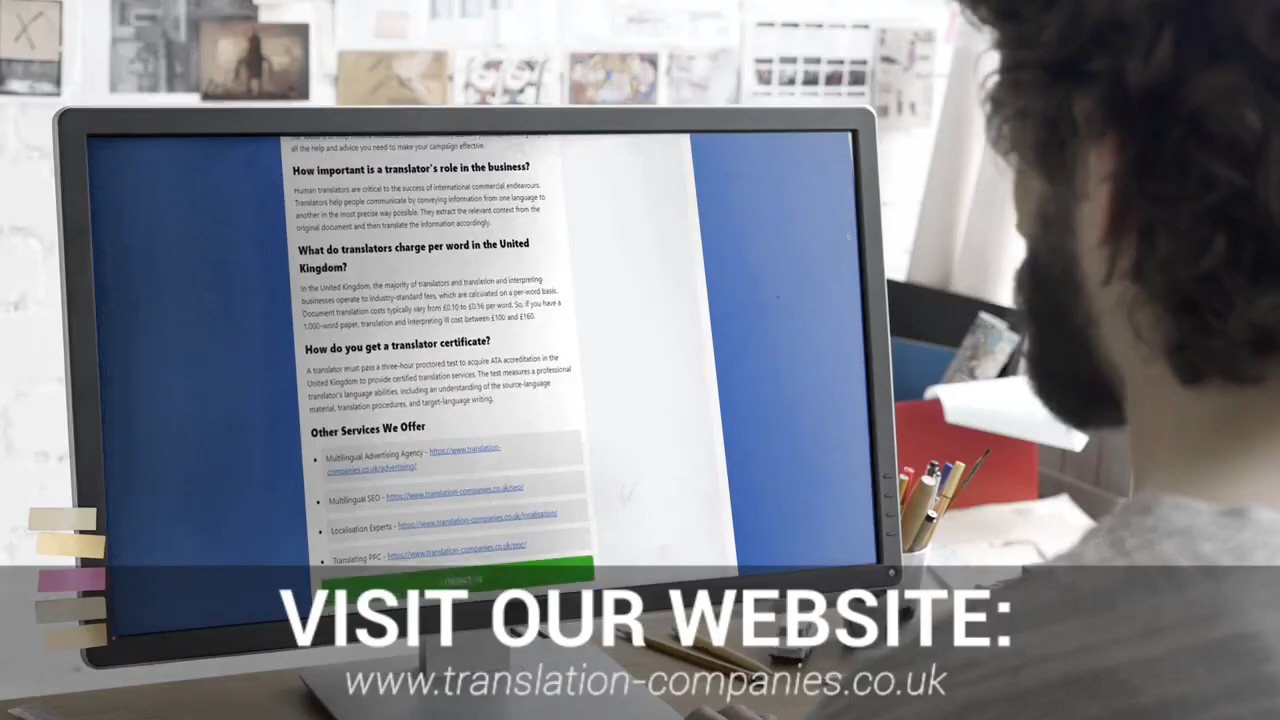 all the help and advice you need to make your campaign effective.
How important is a translator's role in the business?
Human translators are critical to the success of international commercial endeavours.
Translators help people communicate by conveying information from one language to
another in the most precise way possible. They extract the relevant context from the
original document and then translate the information accordingly.
What do translators charge per word in the United
Kingdom?
In the United Kingdom, the majority of translators and translation and interpreting
businesses operate to industry-standard fees, which are calculated on a per-word basis.
Document translation costs typically vary from £0.10 to £0.16 per word. So, if you have a
1,000-word paper, translation and interpreting ill cost between £100 and £160.
How do you get a translator certificate?
A translator must pass a three-hour proctored test to acquire ATA accreditation in the
United Kingdom to provide certified translation services. The test measures a professional
translator's language abilities, including an understanding of the source-language
material, translation procedures, and target-language writing.
Other Services We Offer
Multilingual Advertising Agency - https://www.translation-
companies.co.uk/advertising/
Multilingual SEO - https://www.translation-companies.co.uk/seo/
Localisation Experts - https://www.translation-companies.co.uk/localisation/
Translating PPC - https://www.translation-companies.co.uk/ppc/
VISIT OUR WEBSITE:
www.translation-companies.co.uk